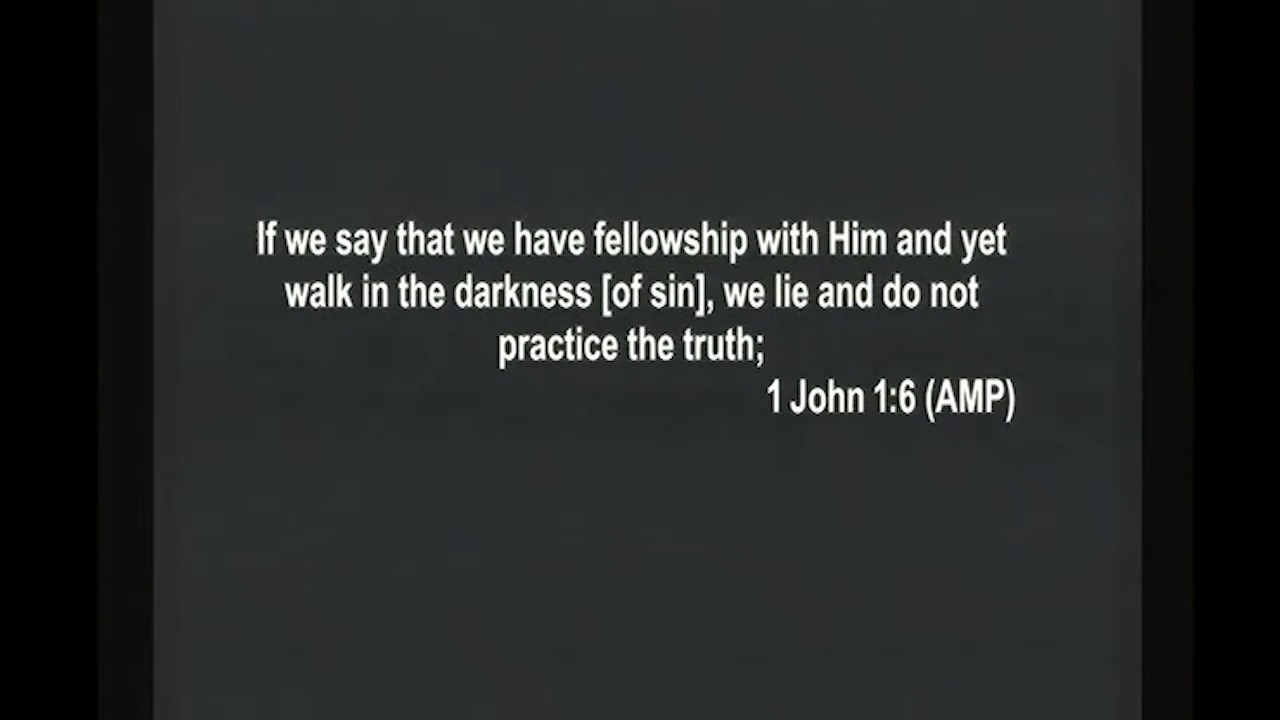 If we say that we have fellowship with Him and yet
walk in the darkness [of sin], we lie and do not
practice the truth;
1 John 1:6 (AMP)